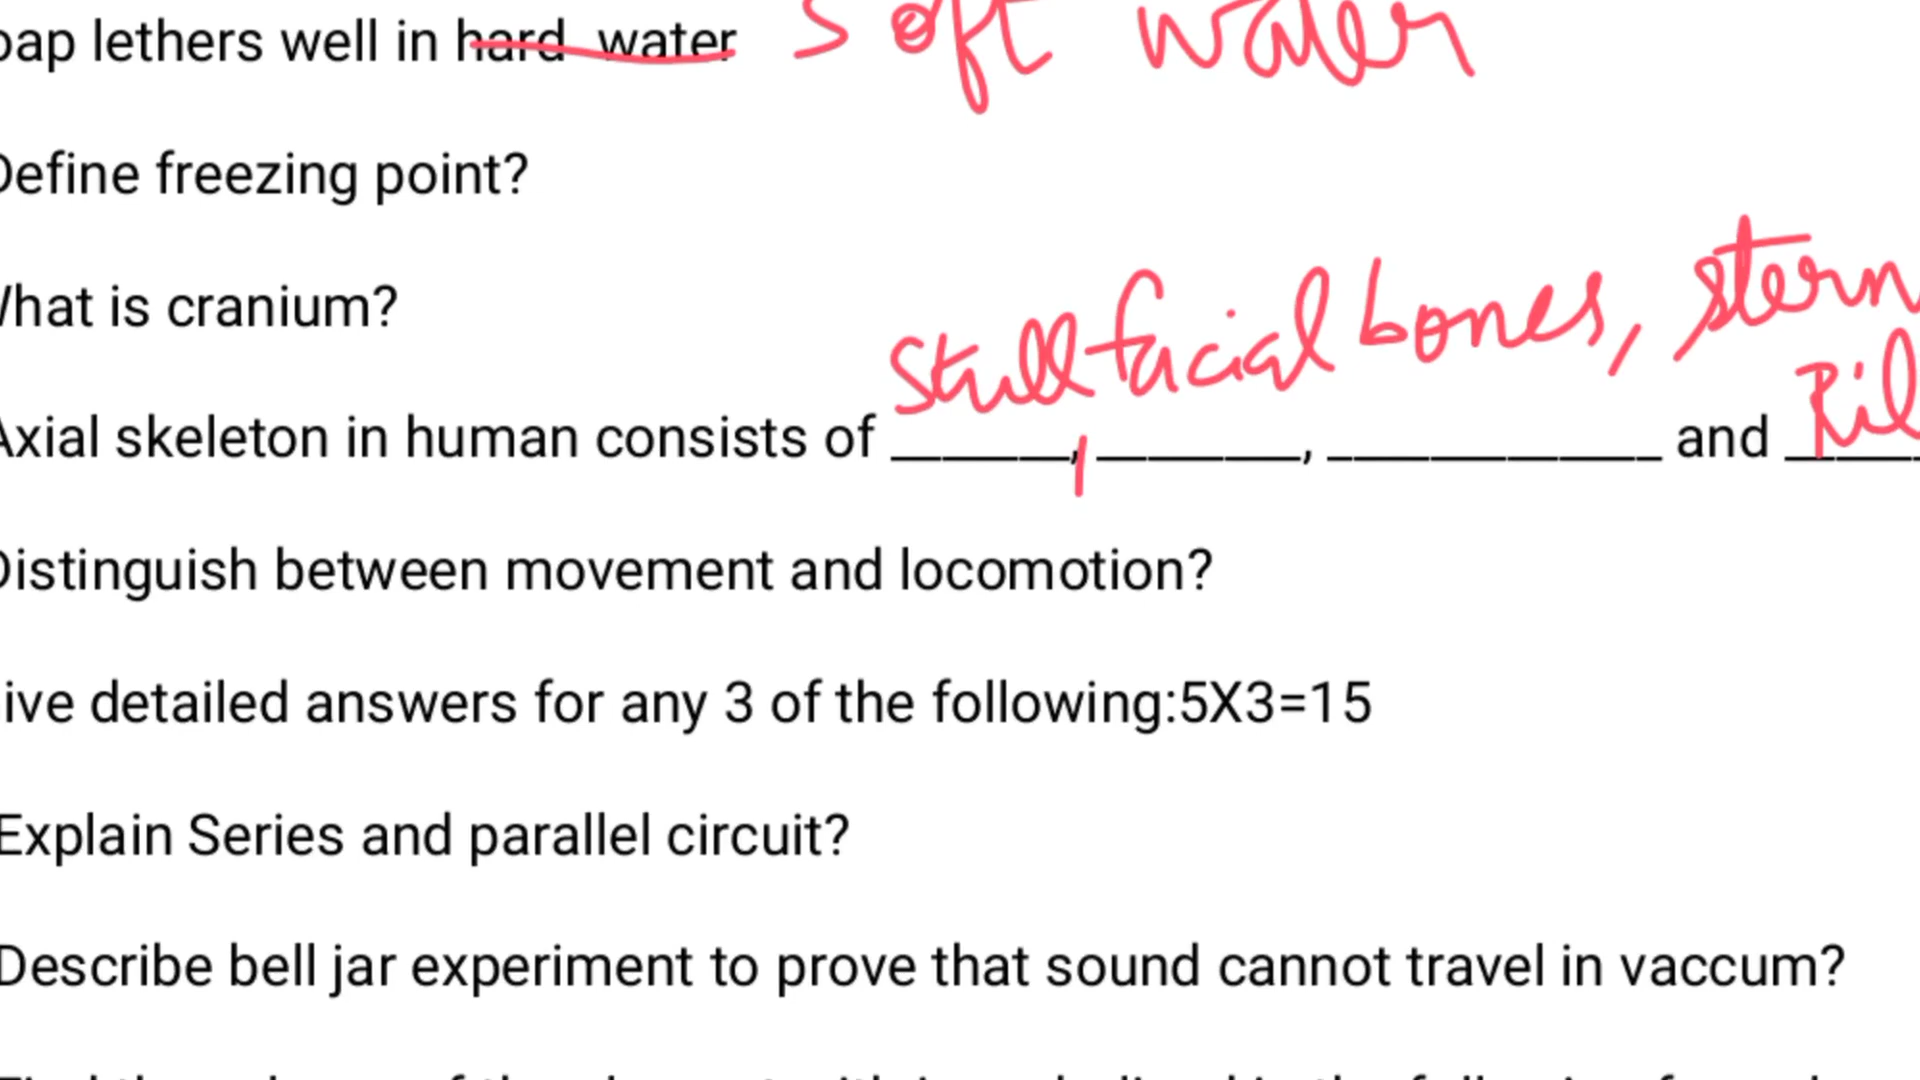 oap lethers well in hard water soft water
Define freezing point?
What is cranium?
skull facial bones, stern
Axial skeleton in human consists of ______, ________, _____________ and _____
Distinguish between movement and locomotion?
ive detailed answers for any 3 of the following:5X3=15
Explain Series and parallel circuit?
Describe bell jar experiment to prove that sound cannot travel in vaccum?